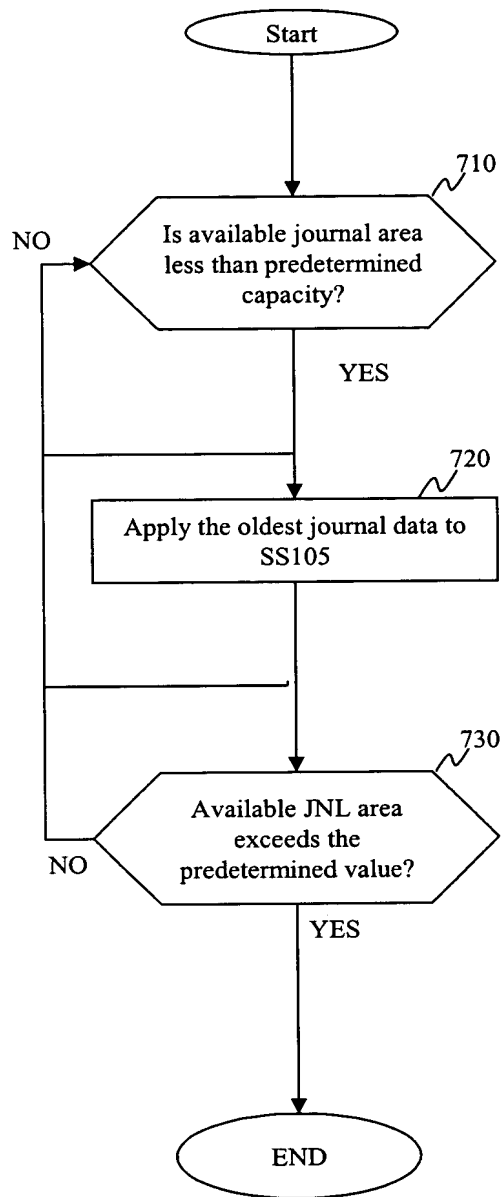 Start
710
NO
Is available journal area
less than predetermined
capacity?
YES
720
Apply the oldest journal data to
SS105
730
Available JNL area
exceeds the
predetermined value?
NO
YES
END